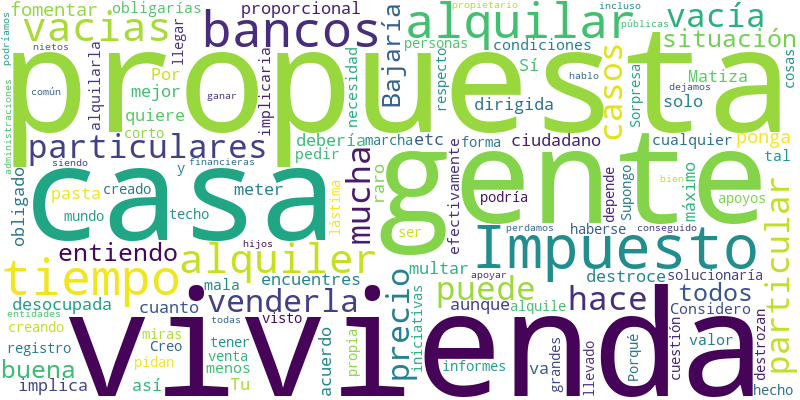 propietario incluso
fomentar obligarías proporcional alquilar vacía
vacías bancos personas públicas
podríamos nietos llegar Bajaría condiciones situación
propuesta
Por necesidad respecto Sí casos Matiza cosas
administraciones común mejor alquilarla implicaría hablo Sorpresa dejamos
quiere ganar dirigida solo
corto
particulares debería marcha etc ciudadano cualquier ponga
siendo y financieras pedir mucha forma tal
casa gente
obligado pasta creado meter raro efectivamente podría depende Supongo máximo apoyos
mundo techo lástima ser bien
entiendo perdamos haberse conseguido particular
hijos Impuesto
tiempo alquiler precio multar apoyar destroce solucionaría
mala encuentres puede
desocupada cuanto venderla iniciativas aunque alquile hace todos Considero
entidades todas visto
creando miras tener propia cuestión valor destrozan
vivienda
registro Creo venta acuerdo
buena así menos informes va grandes llevado Porqué
implica pidan Tu hecho